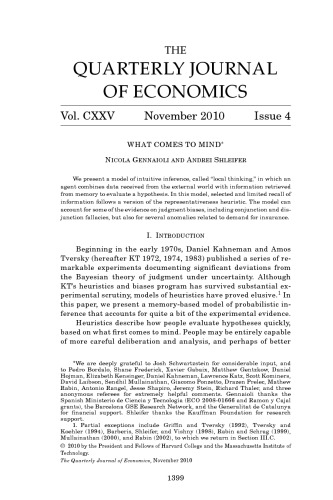 THE
QUARTERLY JOURNAL
OF ECONOMICS
Vol. CXXV November 2010 Issue 4
WHAT COMES TO MIND*
NICOLA GENNAIOLI AND ANDREI SHLEIFER
We present a model of intuitive inference, called “local thinking,” in which an
agent combines data received from the external world with information retrieved
from memory to evaluate a hypothesis. In this model, selected and limited recall of
information follows a version of the representativeness heuristic. The model can
account for some of the evidence on judgment biases, including conjunction and dis-
junction fallacies, but also for several anomalies related to demand for insurance.
I. INTRODUCTION
Beginning in the early 1970s, Daniel Kahneman and Amos
Tversky (hereafter KT 1972, 1974, 1983) published a series of re-
markable experiments documenting significant deviations from
the Bayesian theory of judgment under uncertainty. Although
KT's heuristics and biases program has survived substantial ex-
perimental scrutiny, models of heuristics have proved elusive.1 In
this paper, we present a memory-based model of probabilistic in-
ference that accounts for quite a bit of the experimental evidence.
Heuristics describe how people evaluate hypotheses quickly,
based on what first comes to mind. People may be entirely capable
of more careful deliberation and analysis, and perhaps of better
*We are deeply grateful to Josh Schwartzstein for considerable input, and
to Pedro Bordalo, Shane Frederick, Xavier Gabaix, Matthew Gentzkow, Daniel
Hojman, Elizabeth Kensinger, Daniel Kahneman, Lawrence Katz, Scott Kominers,
David Laibson, Sendhil Mullainathan, Giacomo Ponzetto, Drazen Prelec, Mathew
Rabin, Antonio Rangel, Jesse Shapiro, Jeremy Stein, Richard Thaler, and three
anonymous referees for extremely helpful comments. Gennaioli thanks the
Spanish Ministerio de Ciencia y Tecnologia (ECO 2008-01666 and Ramon y Cajal
grants), the Barcelona GSE Research Network, and the Generalitat de Catalunya
for financial support. Shleifer thanks the Kauffman Foundation for research
support.
1. Partial exceptions include Griffin and Tversky (1992), Tversky and
Koehler (1994), Barberis, Shleifer, and Vishny (1998), Rabin and Schrag (1999),
Mullainathan (2000), and Rabin (2002), to which we return in Section III.C.
© 2010 by the President and Fellows of Harvard College and the Massachusetts Institute of
Technology.
The Quarterly Journal of Economics, November 2010
1399